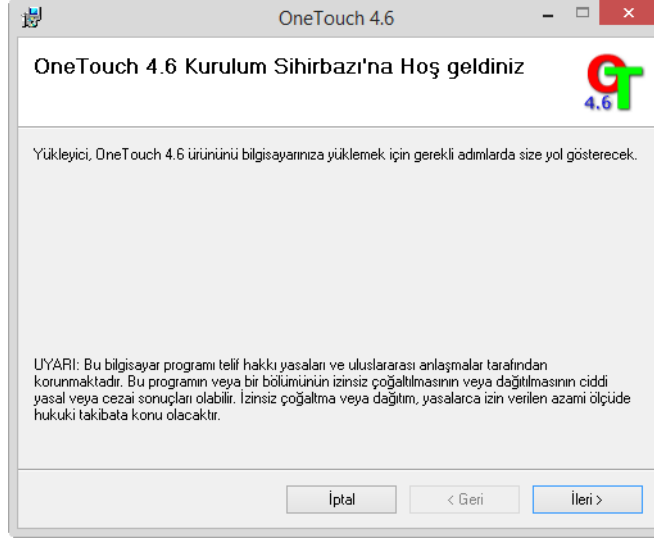 OneTouch 4.6
OneTouch 4.6 Kurulum Sihirbazı'na Hoş geldiniz
OT
4.6
Yükleyici, OneTouch 4.6 ürününü bilgisayarınıza yüklemek için gerekli adımlarda size yol gösterecek.
UYARI: Bu bilgisayar programı telif hakkı yasaları ve uluslararası anlaşmalar tarafından
korunmaktadır. Bu programın veya bir bölümünün izinsiz çoğaltılmasının veya dağıtılmasının ciddi
yasal veya cezai sonuçları olabilir. İzinsiz çoğaltma veya dağıtım, yasalarca izin verilen azami ölçüde
hukuki takibata konu olacaktır.
İptal
< Geri
İleri >